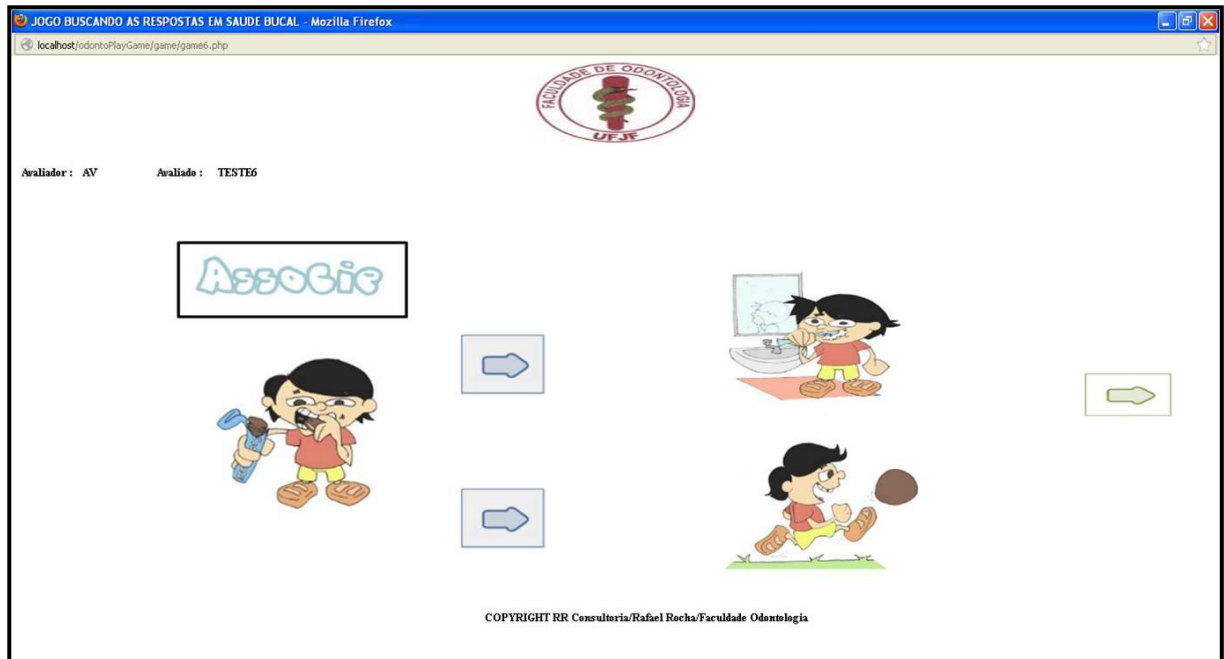 JOGO BUSCANDO AS RESPOSTAS EM SAUDE BUCAL - Mozilla Firefox
localhost/odontoPlayGame/game/game6.php
FACULDADE DE ODONTOLOGIA
UFJF
Avaliador : AV Avaliado : TESTE6
Associe
COPYRIGHT RR Consultoria/Rafael Rocha/Faculdade Odontologia